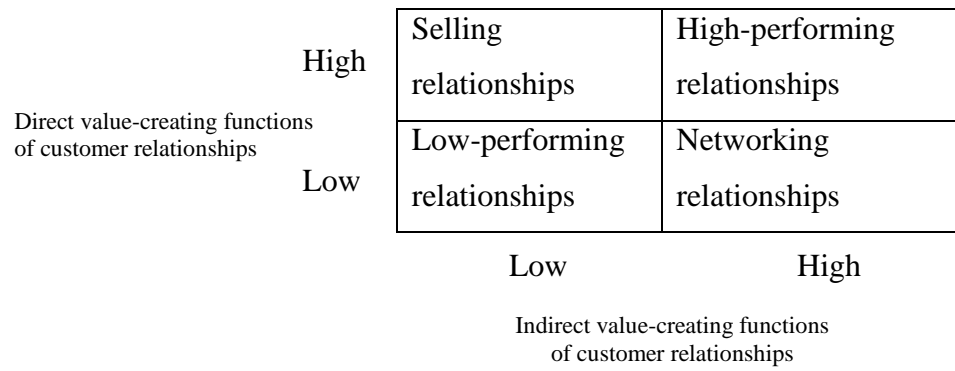 High
Selling
relationships
High-performing
relationships
Direct value-creating functions
of customer relationships
Low
Low-performing
relationships
Networking
relationships
Low
High
Indirect value-creating functions
of customer relationships